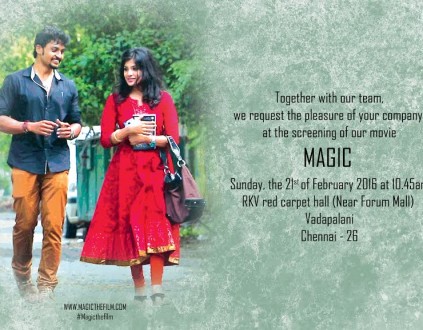 Together with our team,
we request the pleasure of your company
at the screening of our movie
MAGIC
Sunday, the 21st of February 2016 at 10.45am
RKV red carpet hall (Near Forum Mall)
Vadapalani
Chennai - 26
WWW.MAGICTHEFILM.COM
#Magicthefilm